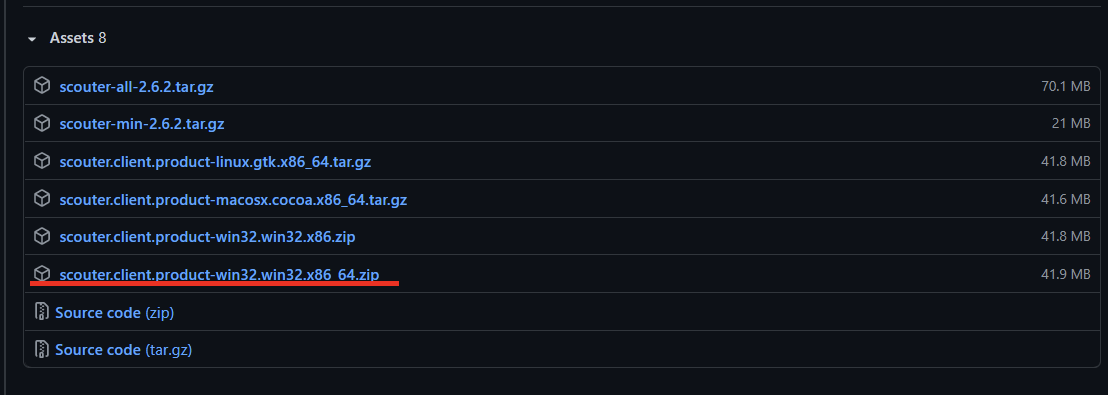 Assets 8
scouter-all-2.6.2.tar.gz 70.1 MB
scouter-min-2.6.2.tar.gz 21 MB
scouter.client.product-linux.gtk.x86_64.tar.gz 41.8 MB
scouter.client.product-macosx.cocoa.x86_64.tar.gz 41.6 MB
scouter.client.product-win32.win32.x86.zip 41.8 MB
scouter.client.product-win32.win32.x86_64.zip 41.9 MB
Source code (zip)
Source code (tar.gz)